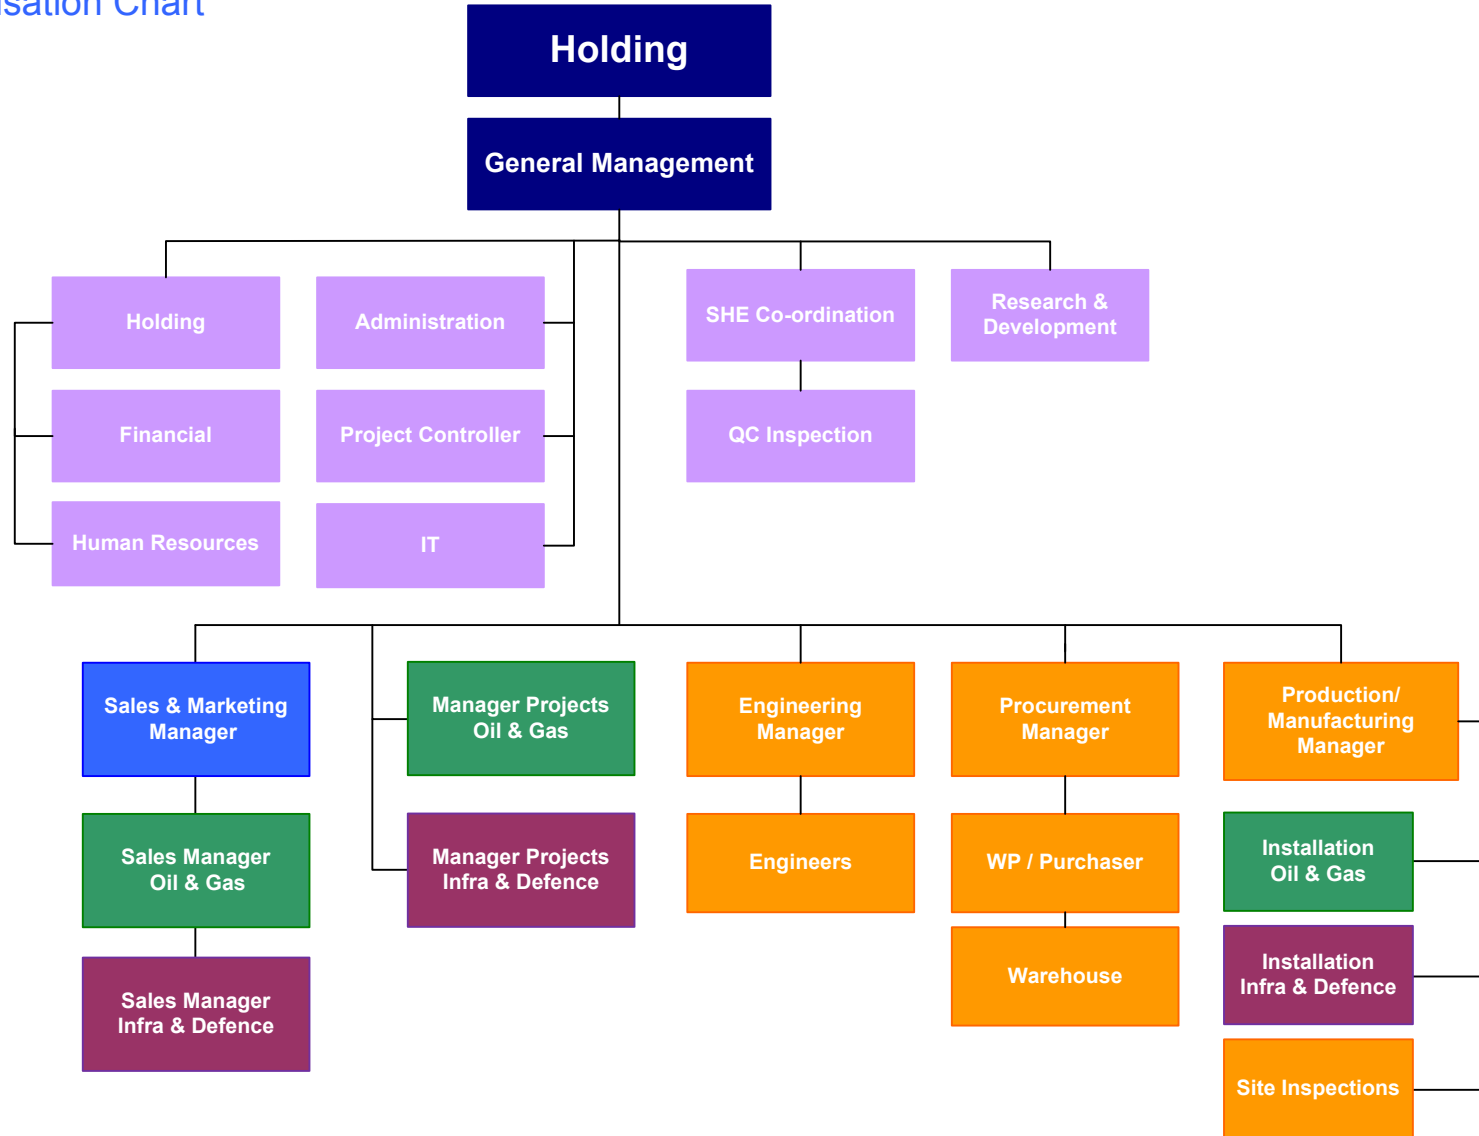 Holding
General Management
Holding
Administration
SHE Co-ordination
Research &
Development
Financial
Project Controller
QC Inspection
Human Resources
IT
Sales & Marketing
Manager
Manager Projects
Oil & Gas
Engineering
Manager
Procurement
Manager
Production/
Manufacturing
Manager
Sales Manager
Oil & Gas
Manager Projects
Infra & Defence
Engineers
WP / Purchaser
Installation
Oil & Gas
Sales Manager
Infra & Defence
Warehouse
Installation
Infra & Defence
Site Inspections